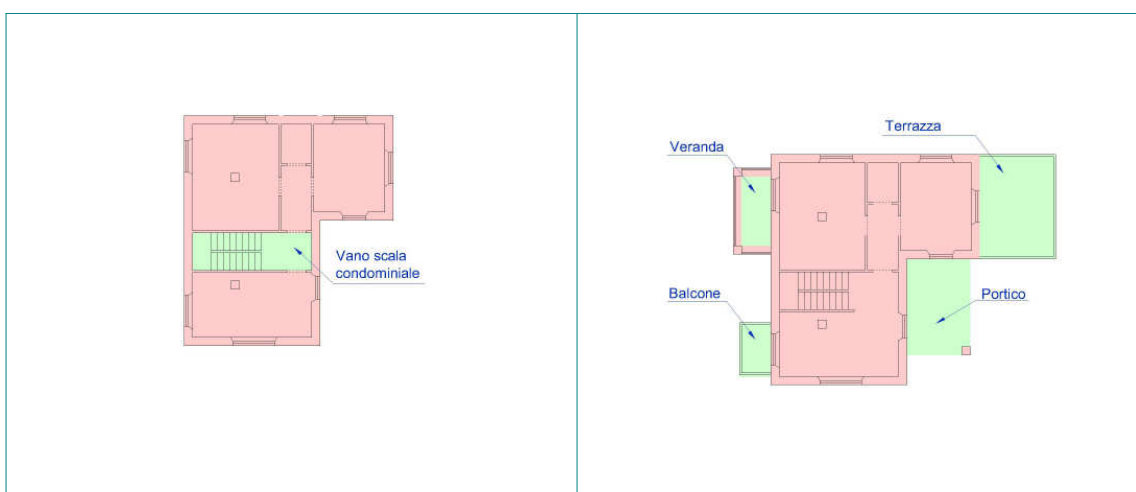 Vano scala
condominiale
Terrazza
Veranda
Balcone
Portico